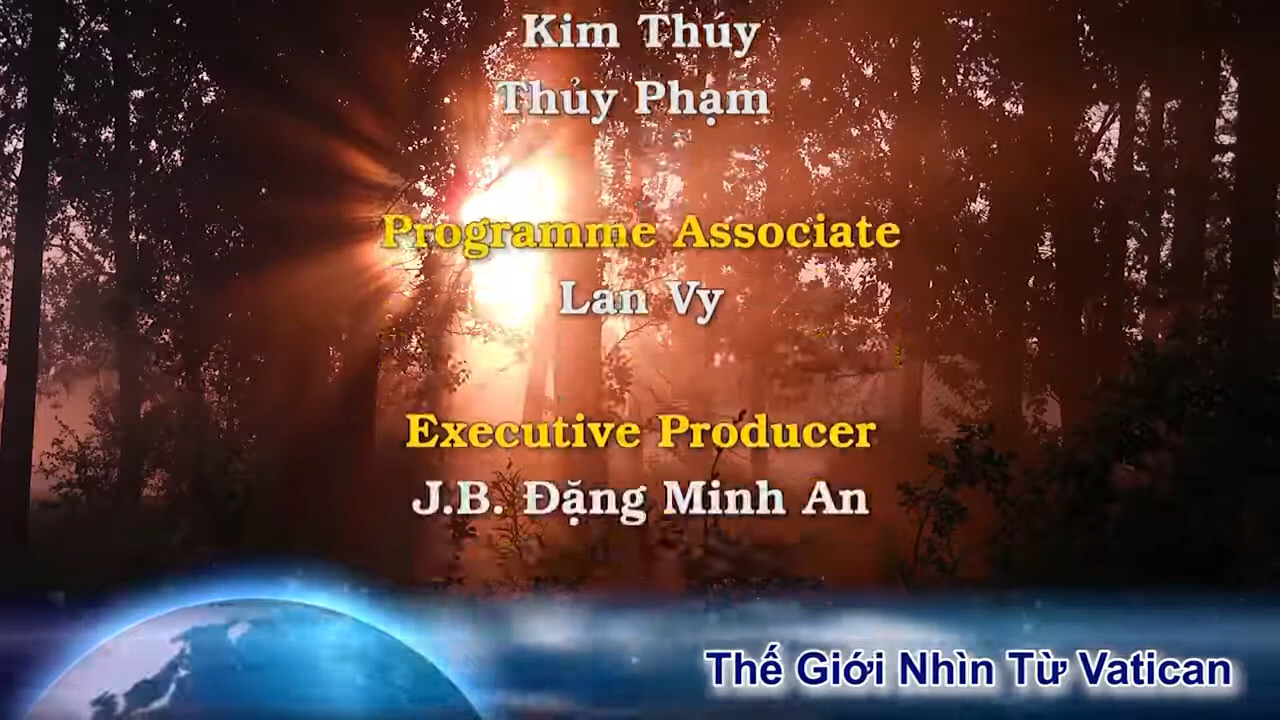 Kim Thúy
Thủy Phạm
Programme Associate
Lan Vy
Executive Producer
J.B. Đặng Minh An
Thế Giới Nhìn Từ Vatican